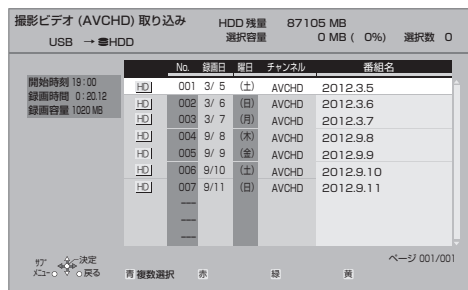 撮影ビデオ (AVCHD) 取り込み HDD 残量 87105 MB
USB → HDD 選択容量 0 MB ( 0%) 選択数 0
No. 録画日 曜日 チャンネル 番組名
開始時刻 19:00
録画時間 0:20.12
録画容量 1020 MB
HD 001 3/ 5 (土) AVCHD 2012.3.5
HD 002 3/ 6 (日) AVCHD 2012.3.6
HD 003 3/ 7 (月) AVCHD 2012.3.7
HD 004 9/ 8 (木) AVCHD 2012.9.8
HD 005 9/ 9 (金) AVCHD 2012.9.9
HD 006 9/10 (土) AVCHD 2012.9.10
HD 007 9/11 (日) AVCHD 2012.9.11
---
---
---
ページ 001/001
サブ メニュー 決定 戻る
青 複数選択 赤 緑 黄